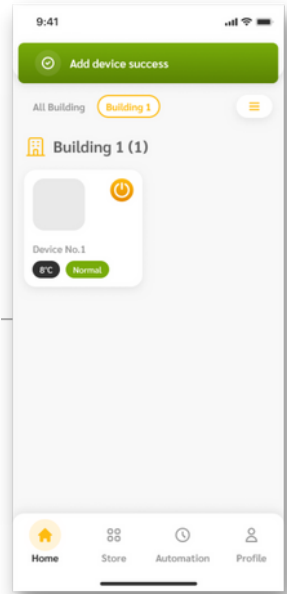 9:41
Add device success
All Building
Building 1
Building 1 (1)
Device No.1
8°C
Normal
Home
Store
Automation
Profile